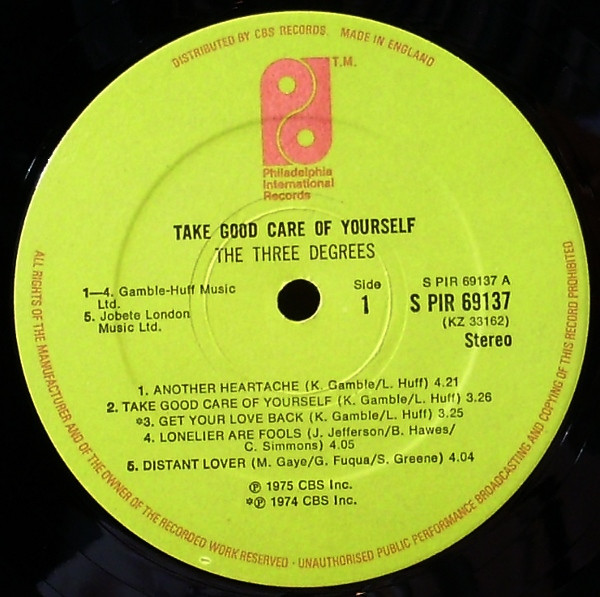 DISTRIBUTED BY CBS RECORDS. MADE IN ENGLAND
T.M.
Philadelphia
International
Records
TAKE GOOD CARE OF YOURSELF
THE THREE DEGREES
1—4. Gamble-Huff Music
Ltd.
5. Jobete London
Music Ltd.
Side
1
S PIR 69137 A
S PIR 69137
(KZ 33162)
Stereo
1. ANOTHER HEARTACHE (K. Gamble/L. Huff) 4.21
2. TAKE GOOD CARE OF YOURSELF (K. Gamble/L. Huff) 3.26
*3. GET YOUR LOVE BACK (K. Gamble/L. Huff) 3.25
4. LONELIER ARE FOOLS (J. Jefferson/B. Hawes/
C. Simmons) 4.05
5. DISTANT LOVER (M. Gaye/G. Fuqua/S. Greene) 4.04
℗ 1975 CBS Inc.
*℗ 1974 CBS Inc.
ALL RIGHTS OF THE MANUFACTURER AND OF THE OWNER OF THE RECORDED WORK RESERVED · UNAUTHORISED PUBLIC PERFORMANCE BROADCASTING AND COPYING OF THIS RECORD PROHIBITED